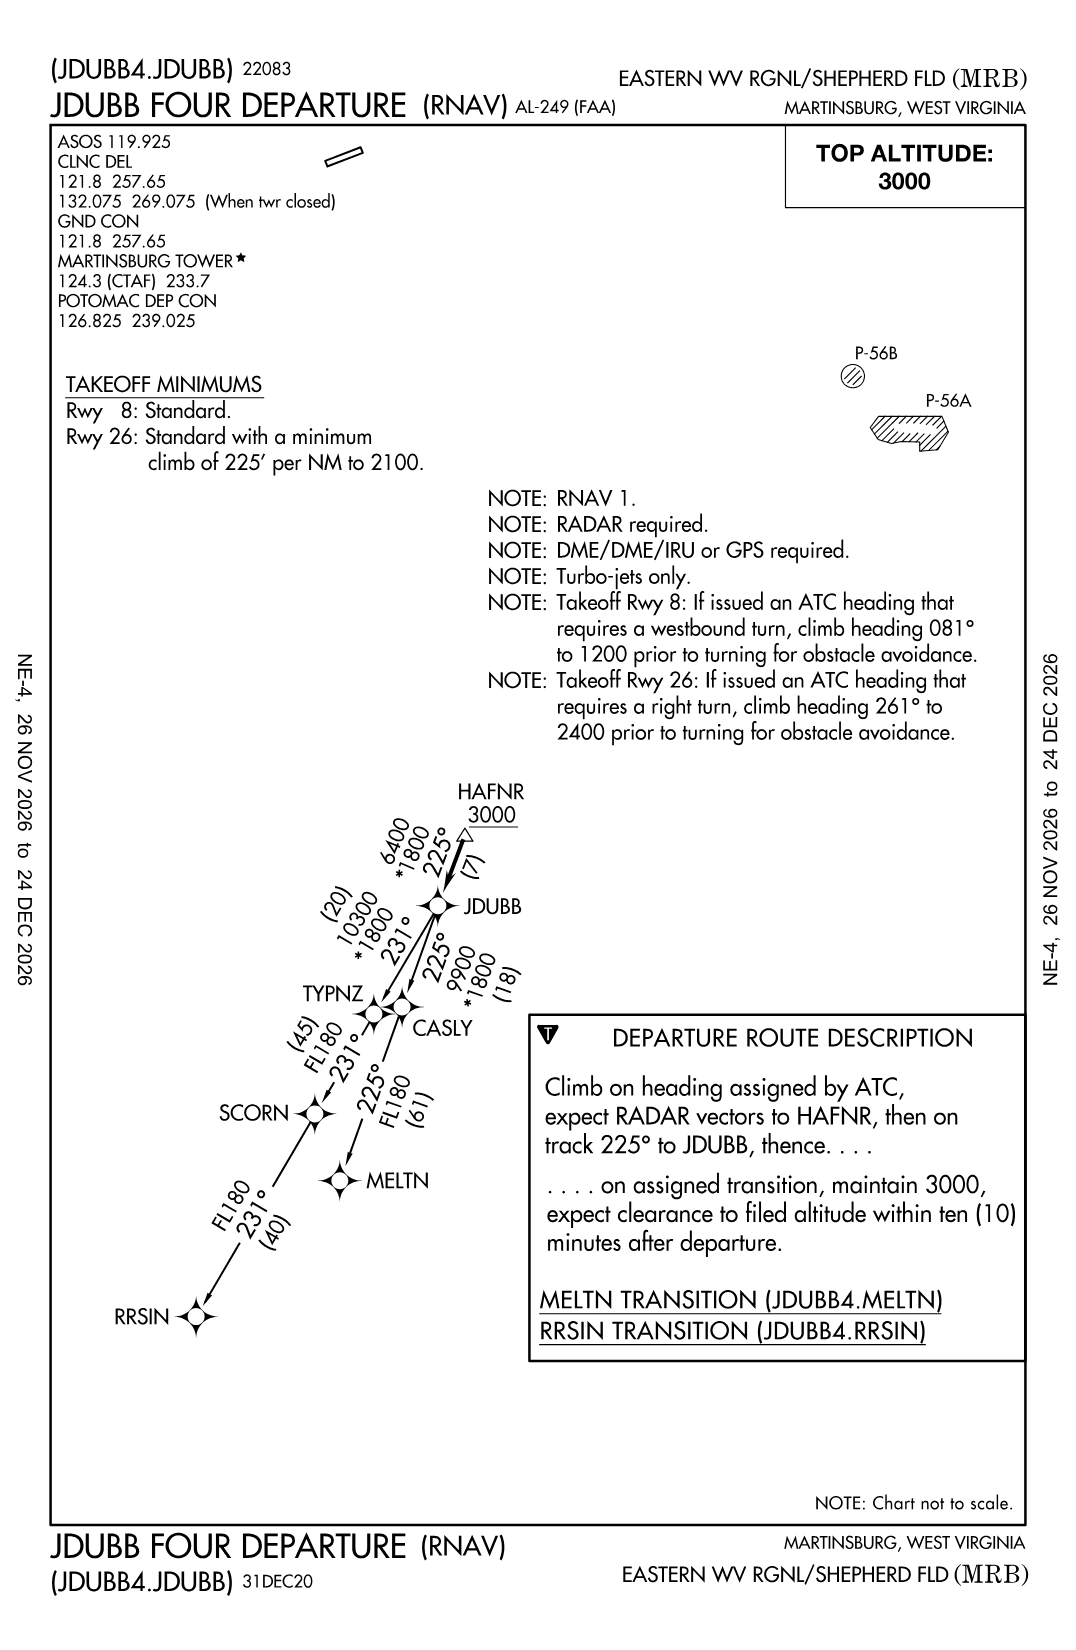 (JDUBB4.JDUBB) 22083
JDUBB FOUR DEPARTURE (RNAV) AL-249 (FAA)
EASTERN WV RGNL/SHEPHERD FLD (MRB)
MARTINSBURG, WEST VIRGINIA
ASOS 119.925
CLNC DEL
121.8 257.65
132.075 269.075 (When twr closed)
GND CON
121.8 257.65
MARTINSBURG TOWER★
124.3 (CTAF) 233.7
POTOMAC DEP CON
126.825 239.025
TOP ALTITUDE:
3000
P-56B
P-56A
TAKEOFF MINIMUMS
Rwy 8: Standard.
Rwy 26: Standard with a minimum
climb of 225’ per NM to 2100.
NOTE: RNAV 1.
NOTE: RADAR required.
NOTE: DME/DME/IRU or GPS required.
NOTE: Turbo-jets only.
NOTE: Takeoff Rwy 8: If issued an ATC heading that
requires a westbound turn, climb heading 081°
to 1200 prior to turning for obstacle avoidance.
NOTE: Takeoff Rwy 26: If issued an ATC heading that
requires a right turn, climb heading 261° to
2400 prior to turning for obstacle avoidance.
NE-4, 26 NOV 2026 to 24 DEC 2026
NE-4, 26 NOV 2026 to 24 DEC 2026
HAFNR
3000
6400
*1800
225°
(7)
JDUBB
(20)
10300
*1800
231°
225°
9900
*1800
(18)
TYPNZ
CASLY
(45)
FL180
231°
225°
FL180
(61)
SCORN
MELTN
FL180
231°
(40)
RRSIN
T
DEPARTURE ROUTE DESCRIPTION
Climb on heading assigned by ATC,
expect RADAR vectors to HAFNR, then on
track 225° to JDUBB, thence. . . .
. . . . on assigned transition, maintain 3000,
expect clearance to filed altitude within ten (10)
minutes after departure.
MELTN TRANSITION (JDUBB4.MELTN)
RRSIN TRANSITION (JDUBB4.RRSIN)
NOTE: Chart not to scale.
JDUBB FOUR DEPARTURE (RNAV)
(JDUBB4.JDUBB) 31DEC20
MARTINSBURG, WEST VIRGINIA
EASTERN WV RGNL/SHEPHERD FLD (MRB)